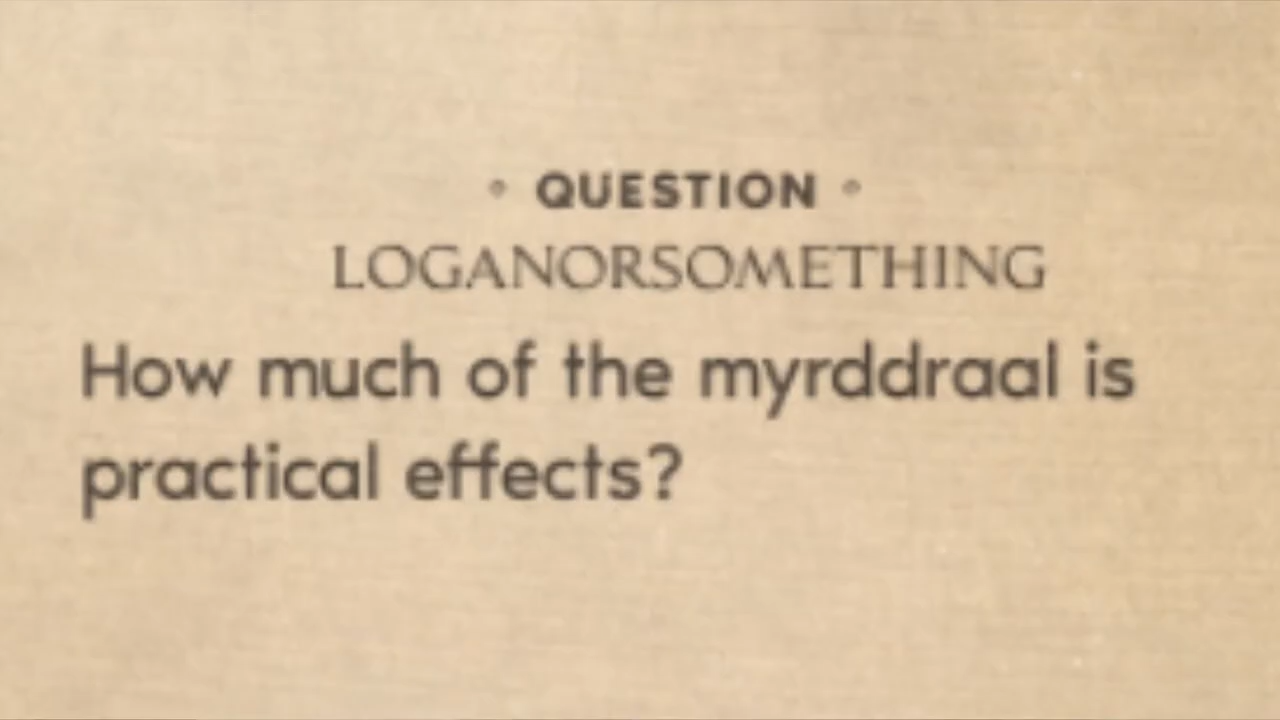 QUESTION
LOGANORSOMETHING
How much of the myrddraal is
practical effects?